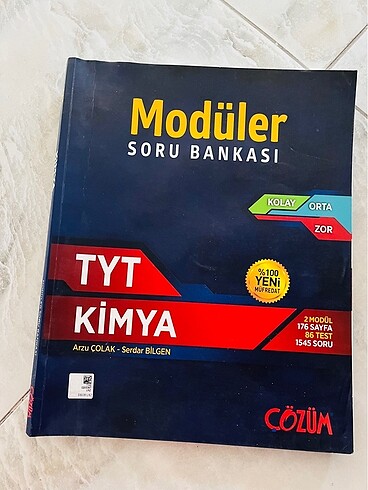 Modüler
SORU BANKASI
KOLAY
ORTA
ZOR
TYT
KİMYA
%100
YENİ
MÜFREDAT
2 MODÜL
176 SAYFA
86 TEST
1545 SORU
Arzu ÇOLAK - Serdar BİLGEN
ÇÖZÜM